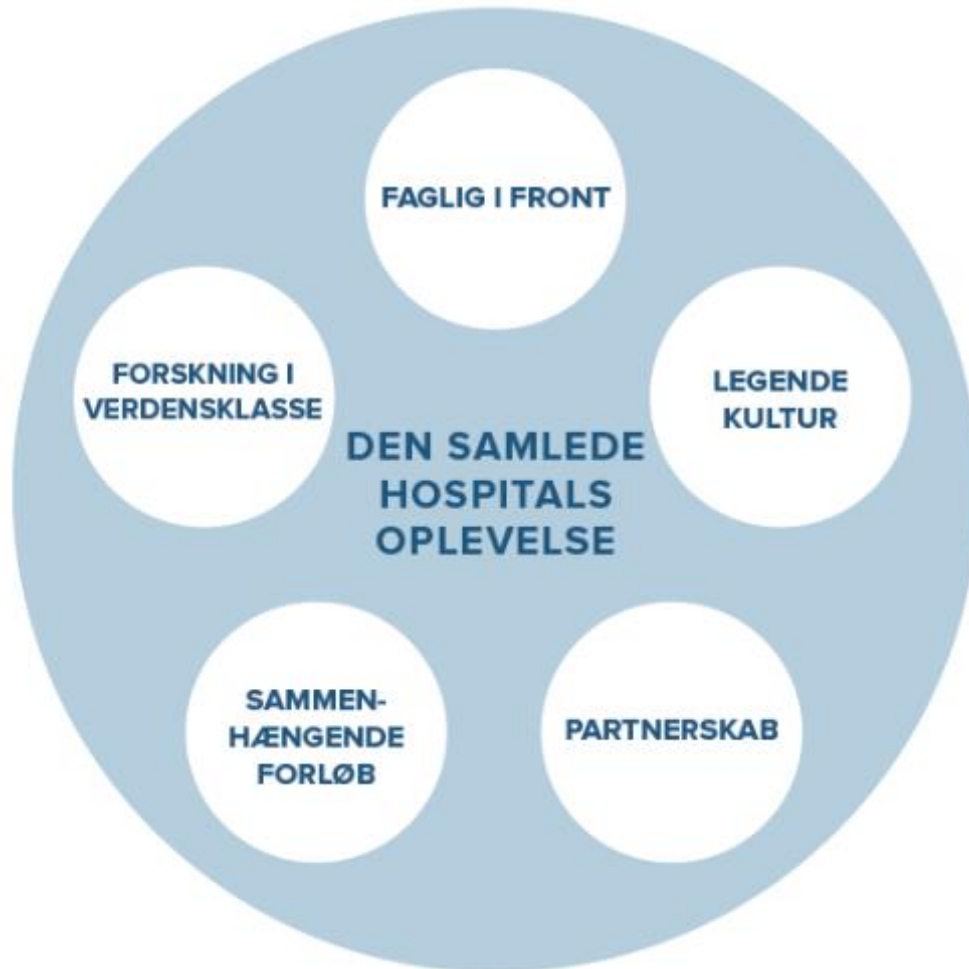 FAGLIG I FRONT
FORSKNING I
VERDENSKLASSE
LEGENDE
KULTUR
DEN SAMLEDE
HOSPITALS
OPLEVELSE
SAMMEN-
HÆNGENDE
FORLØB
PARTNERSKAB